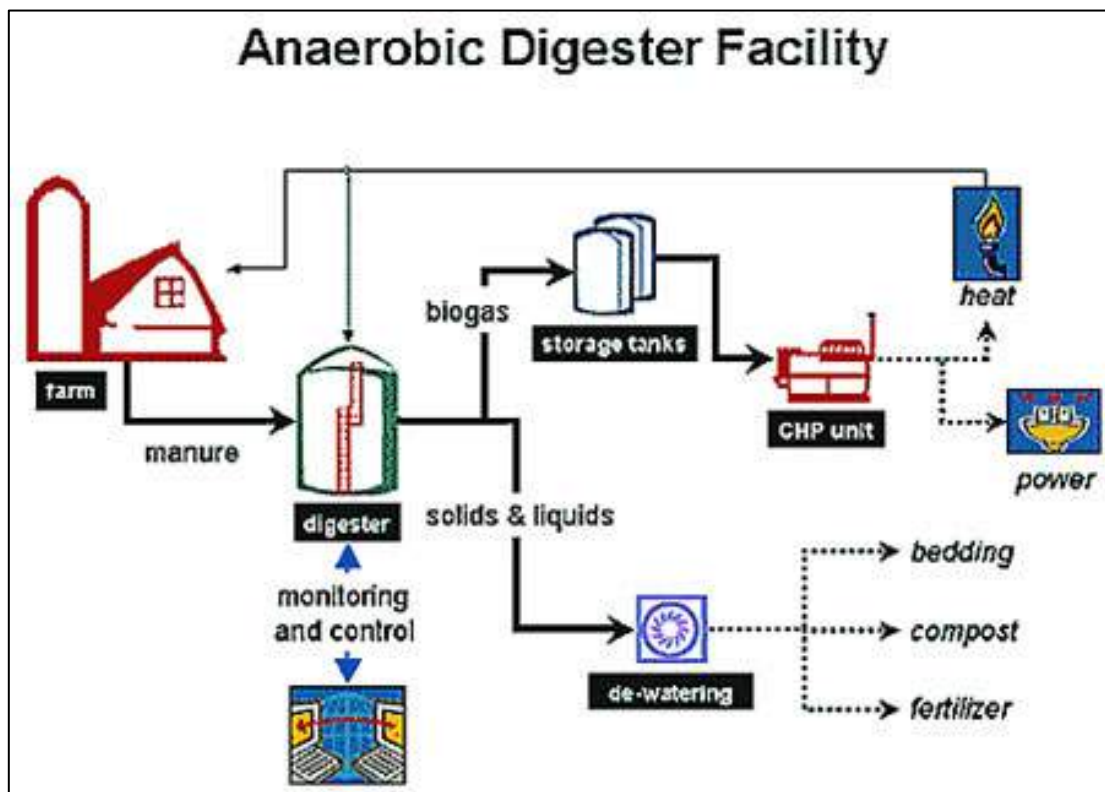 Anaerobic Digester Facility
heat
biogas
storage tanks
farm
CHP unit
manure
power
digester
solids & liquids
monitoring
and control
bedding
compost
de-watering
fertilizer